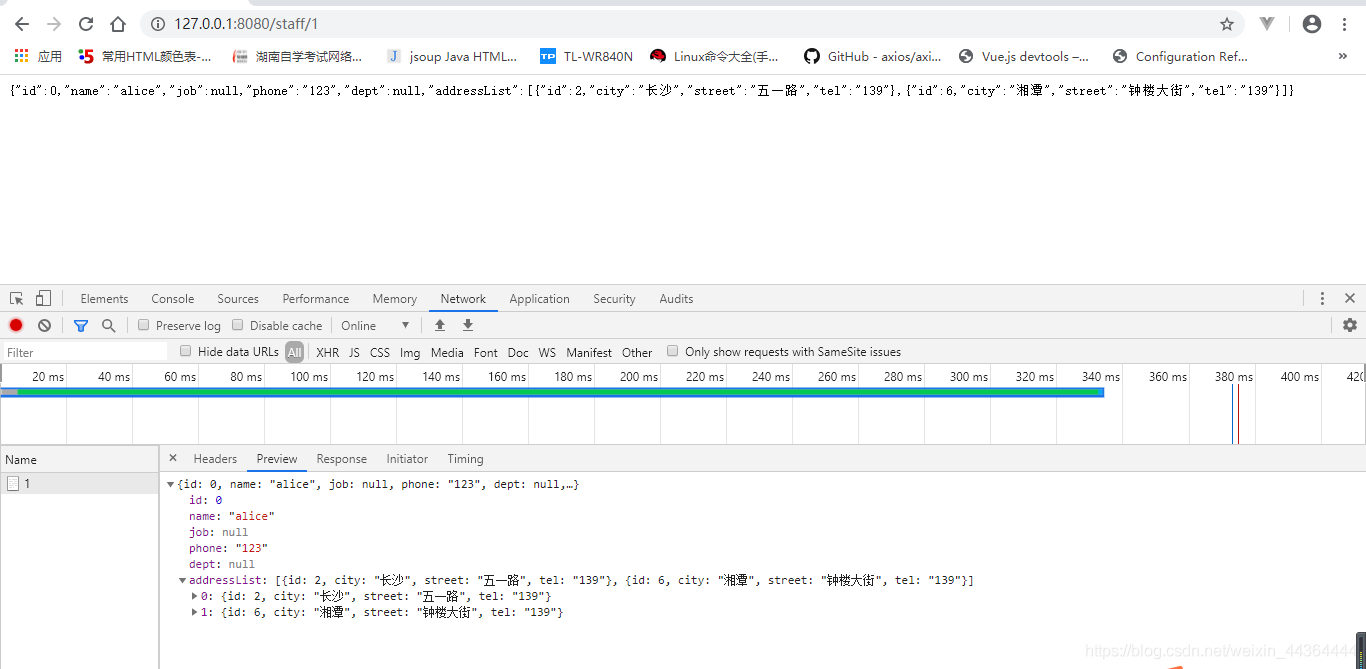 127.0.0.1:8080/staff/1
应用 常用HTML颜色表-... 湖南自学考试网络... jsoup Java HTML... TL-WR840N Linux命令大全(手... GitHub - axios/axi... Vue.js devtools –... Configuration Ref... »
{"id":0,"name":"alice","job":null,"phone":"123","dept":null,"addressList":[{"id":2,"city":"长沙","street":"五一路","tel":"139"},{"id":6,"city":"湘潭","street":"钟楼大街","tel":"139"}]}
Elements Console Sources Performance Memory Network Application Security Audits
Preserve log Disable cache Online
Filter Hide data URLs All XHR JS CSS Img Media Font Doc WS Manifest Other Only show requests with SameSite issues
20 ms 40 ms 60 ms 80 ms 100 ms 120 ms 140 ms 160 ms 180 ms 200 ms 220 ms 240 ms 260 ms 280 ms 300 ms 320 ms 340 ms 360 ms 380 ms 400 ms 420
Name Headers Preview Response Initiator Timing
1
{id: 0, name: "alice", job: null, phone: "123", dept: null,…}
id: 0
name: "alice"
job: null
phone: "123"
dept: null
addressList: [{id: 2, city: "长沙", street: "五一路", tel: "139"}, {id: 6, city: "湘潭", street: "钟楼大街", tel: "139"}]
0: {id: 2, city: "长沙", street: "五一路", tel: "139"}
1: {id: 6, city: "湘潭", street: "钟楼大街", tel: "139"}
https://blog.csdn.net/weixin_44364444